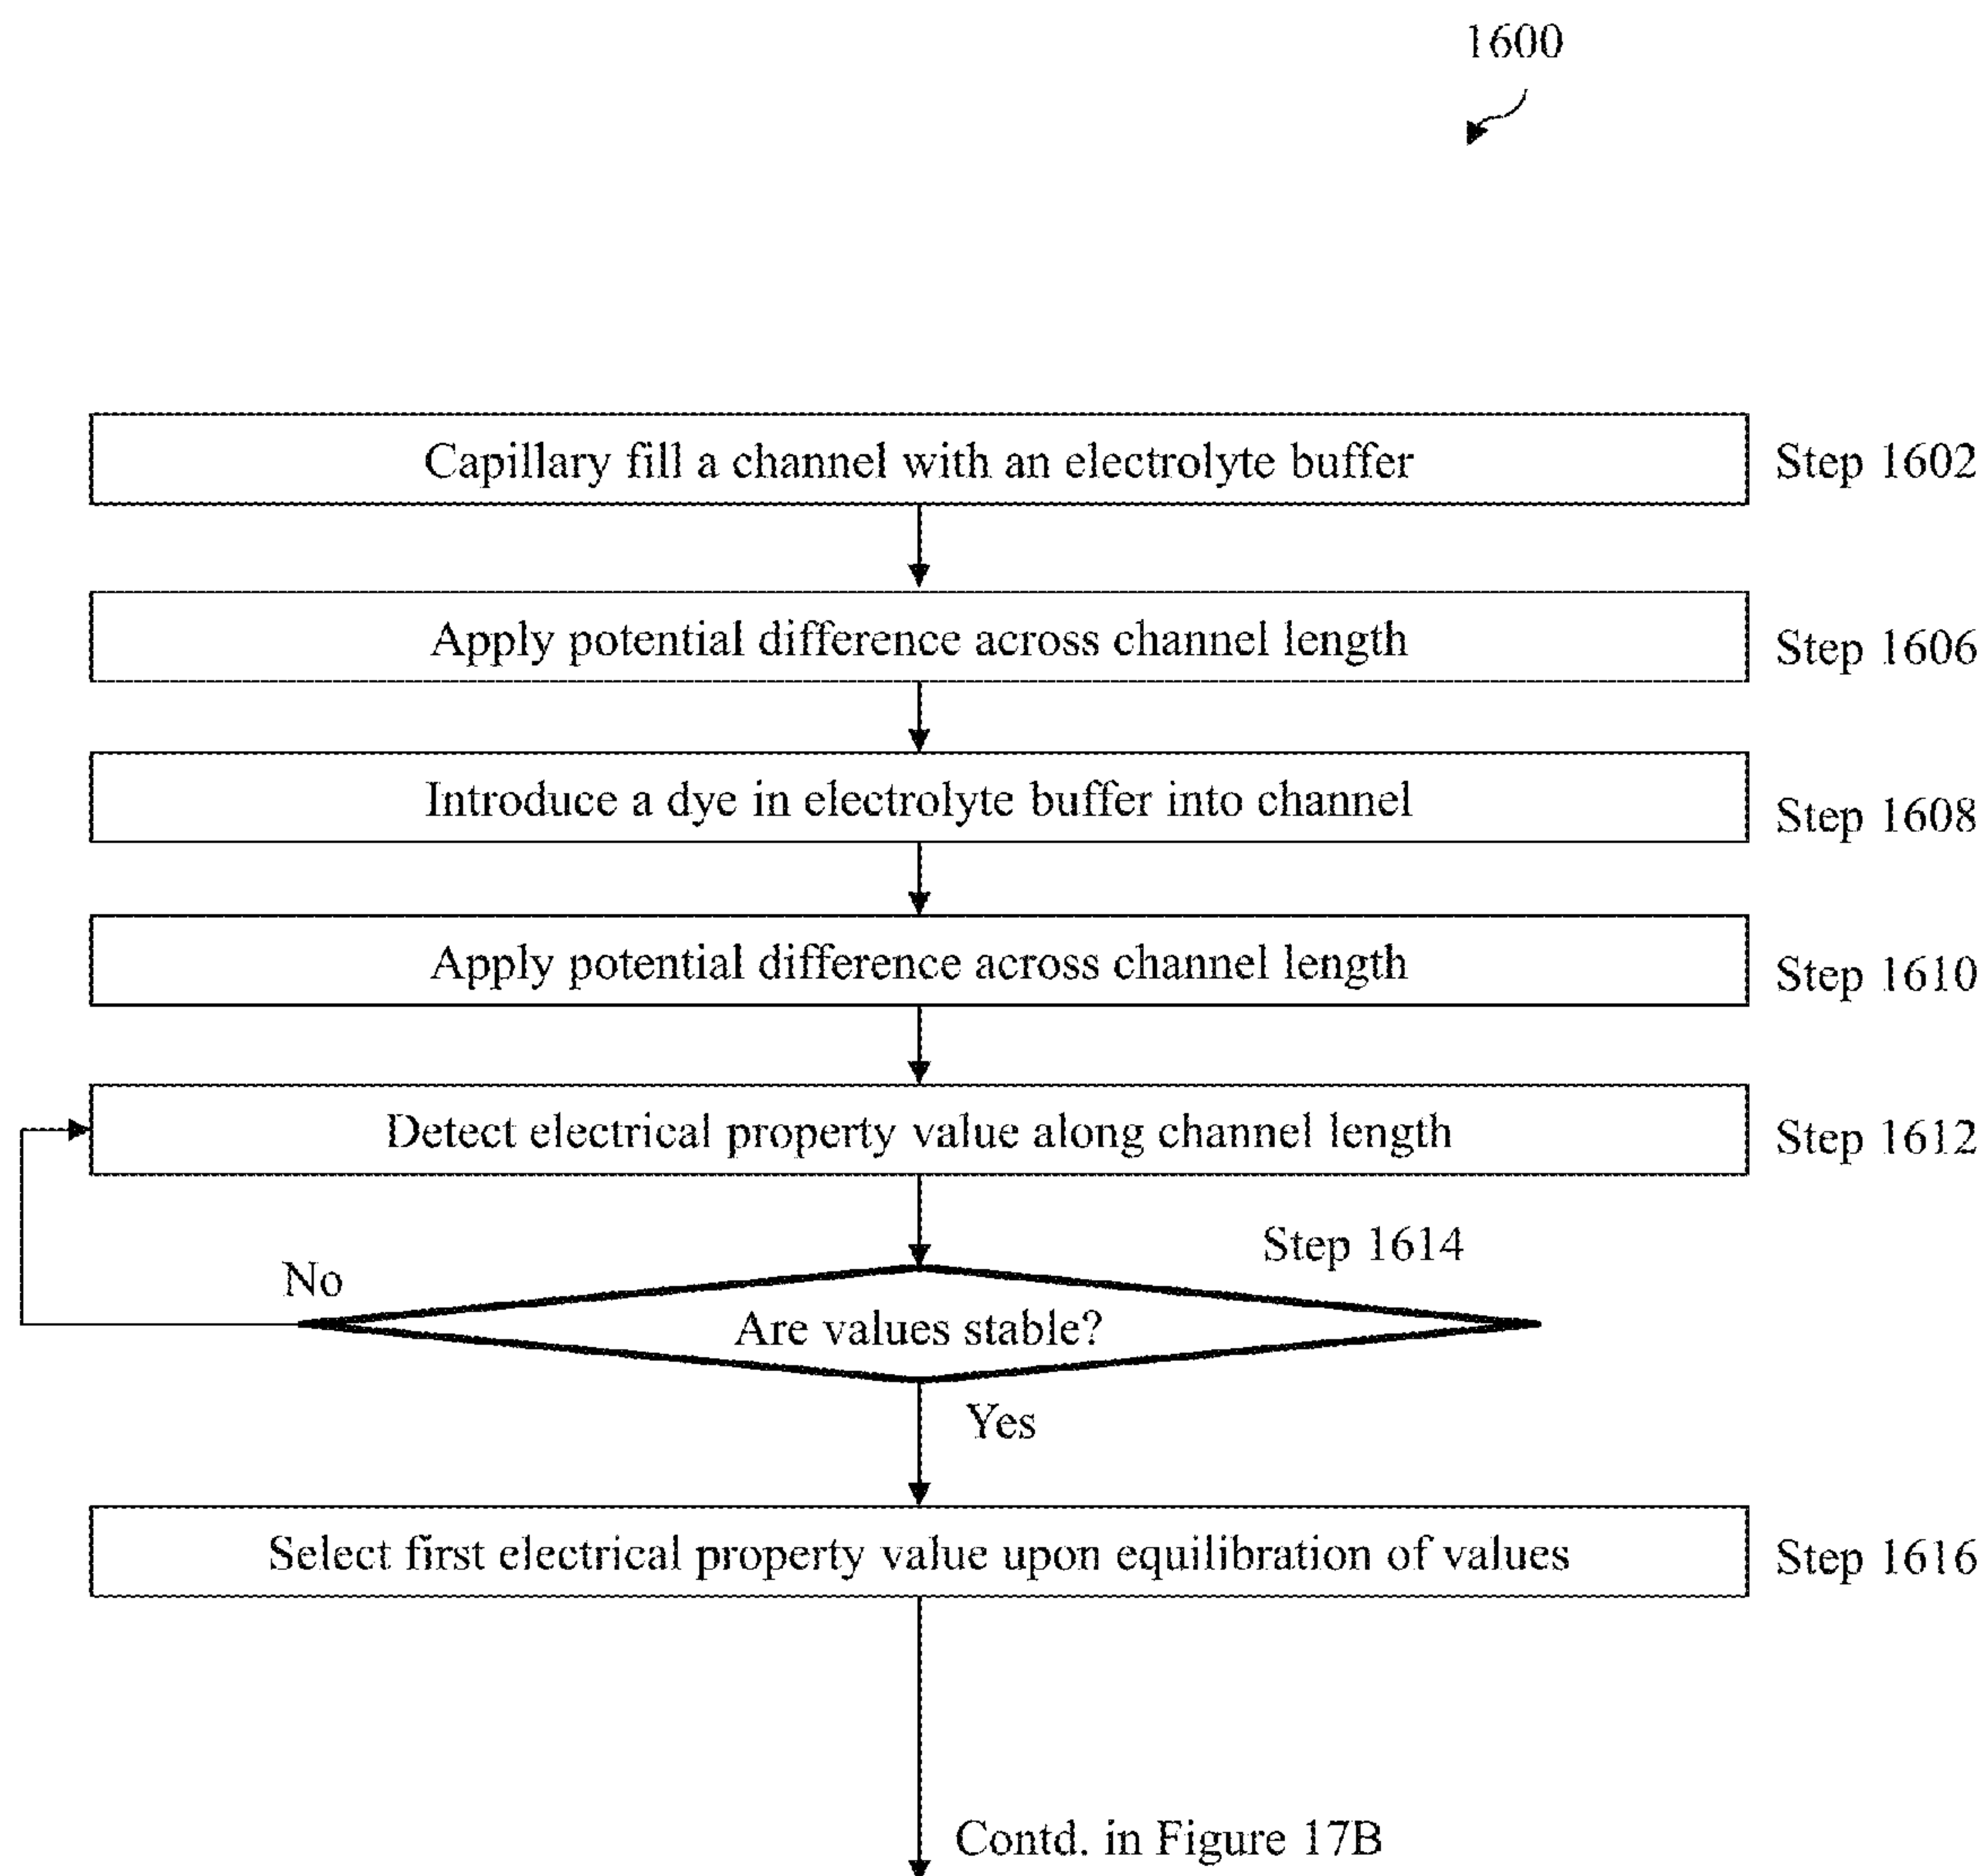 1600
Capillary fill a channel with an electrolyte buffer
Step 1602
Apply potential difference across channel length
Step 1606
Introduce a dye in electrolyte buffer into channel
Step 1608
Apply potential difference across channel length
Step 1610
Detect electrical property value along channel length
Step 1612
Step 1614
No
Are values stable?
Yes
Select first electrical property value upon equilibration of values
Step 1616
Contd. in Figure 17B